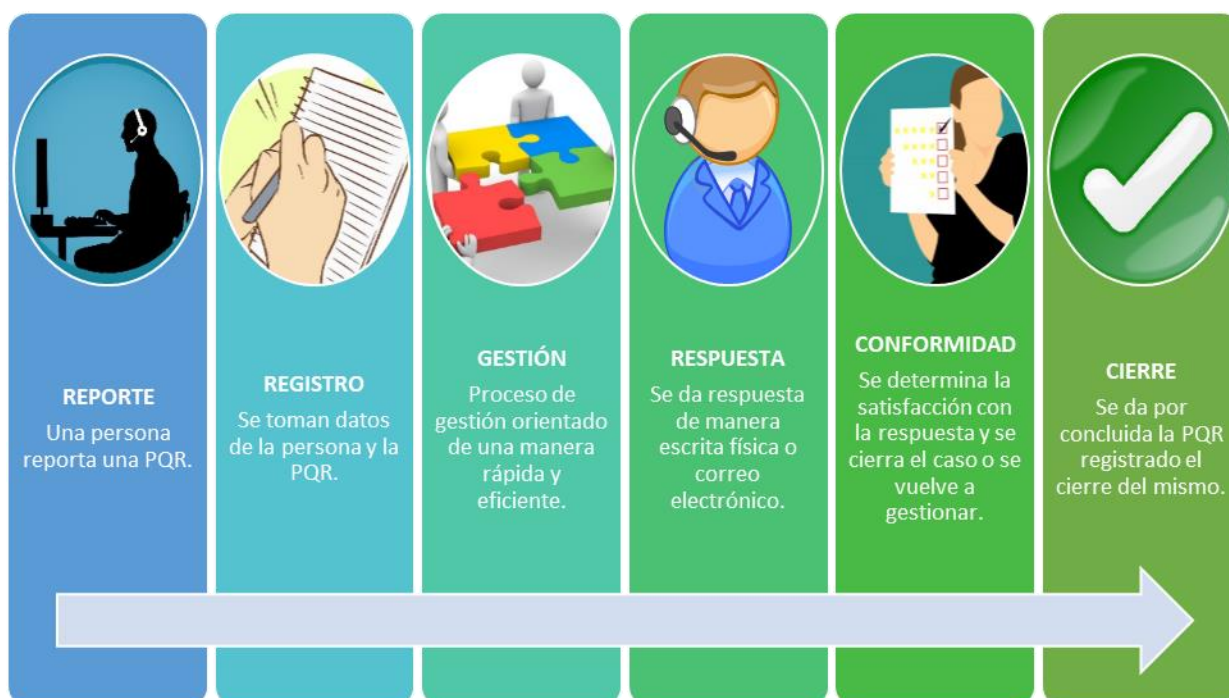 REPORTE
Una persona
reporta una PQR.
REGISTRO
Se toman datos
de la persona y la
PQR.
GESTIÓN
Proceso de
gestión orientado
de una manera
rápida y
eficiente.
RESPUESTA
Se da respuesta
de manera
escrita física o
correo
electrónico.
CONFORMIDAD
Se determina la
satisfacción con
la respuesta y se
cierra el caso o se
vuelve a
gestionar.
CIERRE
Se da por
concluida la PQR
registrado el
cierre del mismo.